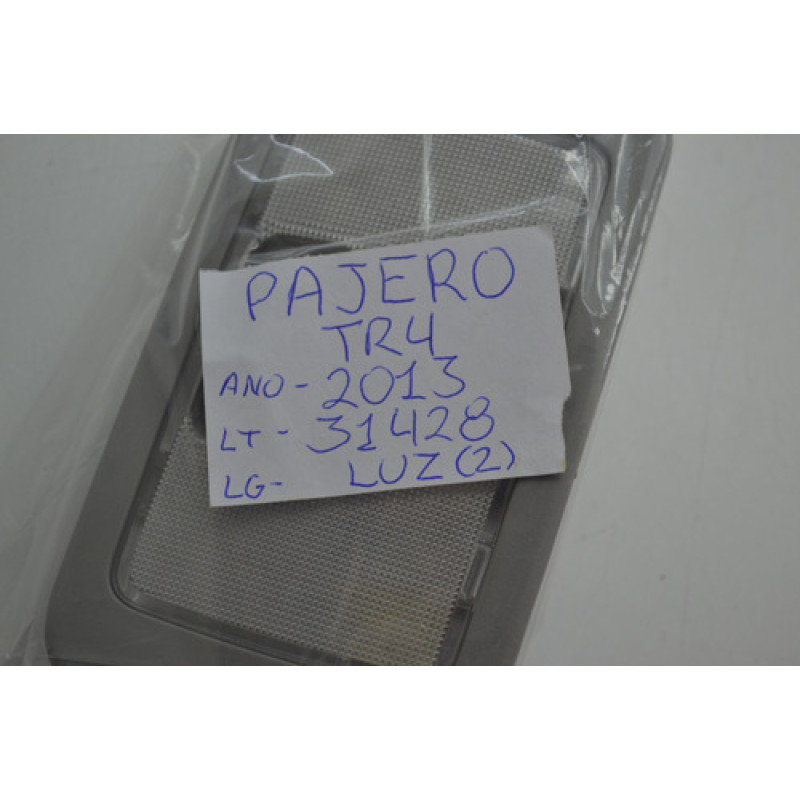 PAJERO
TR4
ANO - 2013
LT - 31428
LG - LUZ (2)